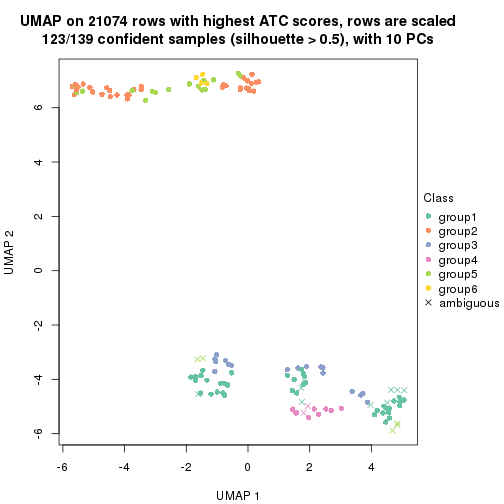 UMAP on 21074 rows with highest ATC scores, rows are scaled
123/139 confident samples (silhouette > 0.5), with 10 PCs
UMAP 2
6
4
2
0
-2
-4
-6
-6
-4
-2
0
2
4
UMAP 1
Class
group1
group2
group3
group4
group5
group6
ambiguous